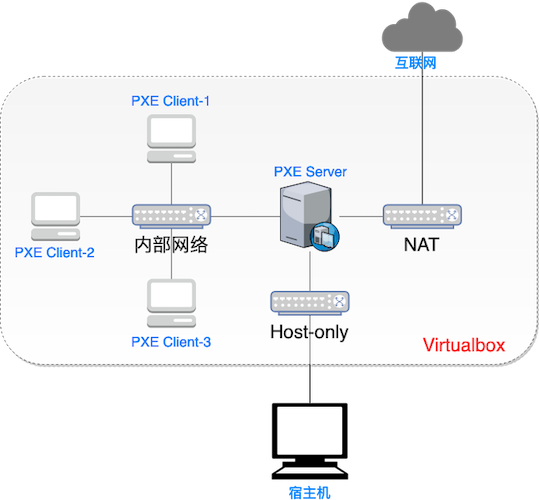 互联网
PXE Client-1
PXE Server
PXE Client-2
内部网络
NAT
PXE Client-3
Host-only
Virtualbox
宿主机